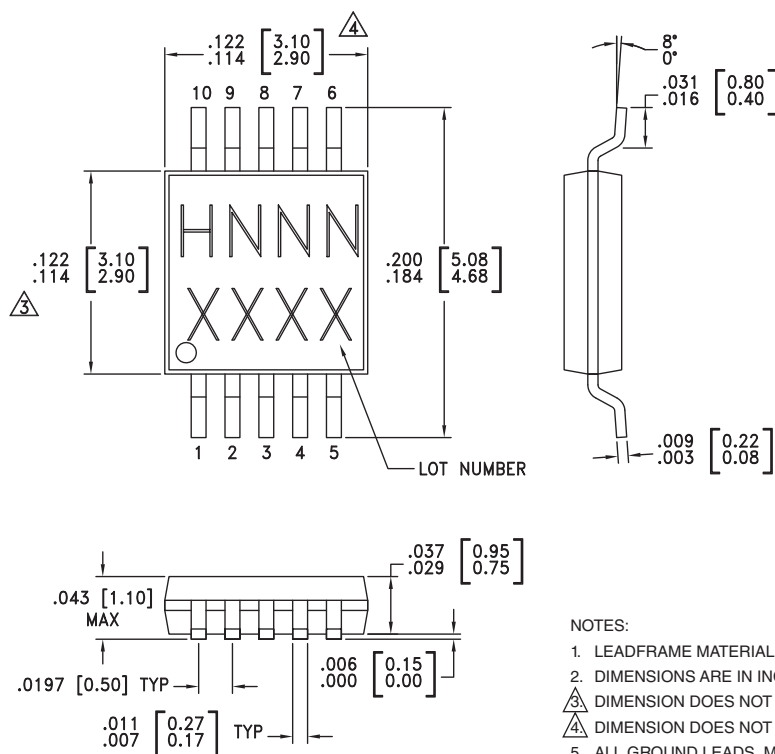 .122 [3.10]
.114 [2.90]
4
10 9 8 7 6
HNNN
XXXX
.122 [3.10]
.114 [2.90]
3
.200 [5.08]
.184 [4.68]
1 2 3 4 5
LOT NUMBER
8°
0°
.031 [0.80]
.016 [0.40]
.009 [0.22]
.003 [0.08]
.043 [1.10]
MAX
.037 [0.95]
.029 [0.75]
.0197 [0.50] TYP
.006 [0.15]
.000 [0.00]
.011 [0.27]
.007 [0.17]
TYP
NOTES:
1. LEADFRAME MATERIAL
2. DIMENSIONS ARE IN
3. DIMENSION DOES NOT
4. DIMENSION DOES NOT
5. ALL GROUND LEADS